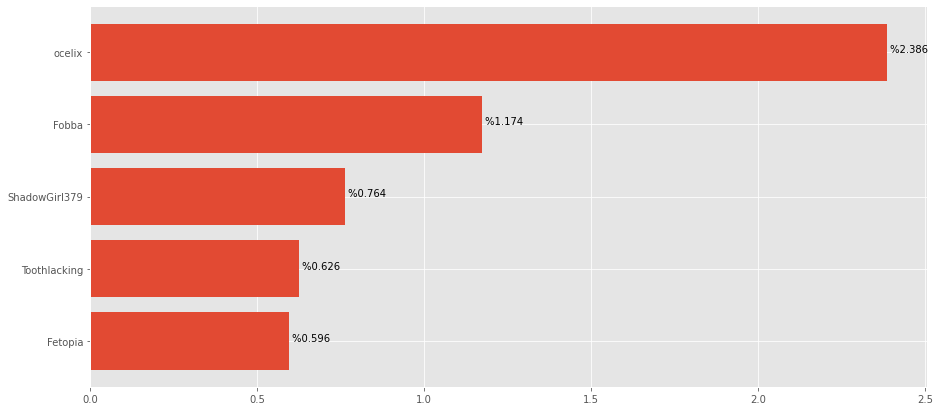 ocelix %2.386
Fobba %1.174
ShadowGirl379 %0.764
Toothlacking %0.626
Fetopia %0.596
0.0 0.5 1.0 1.5 2.0 2.5